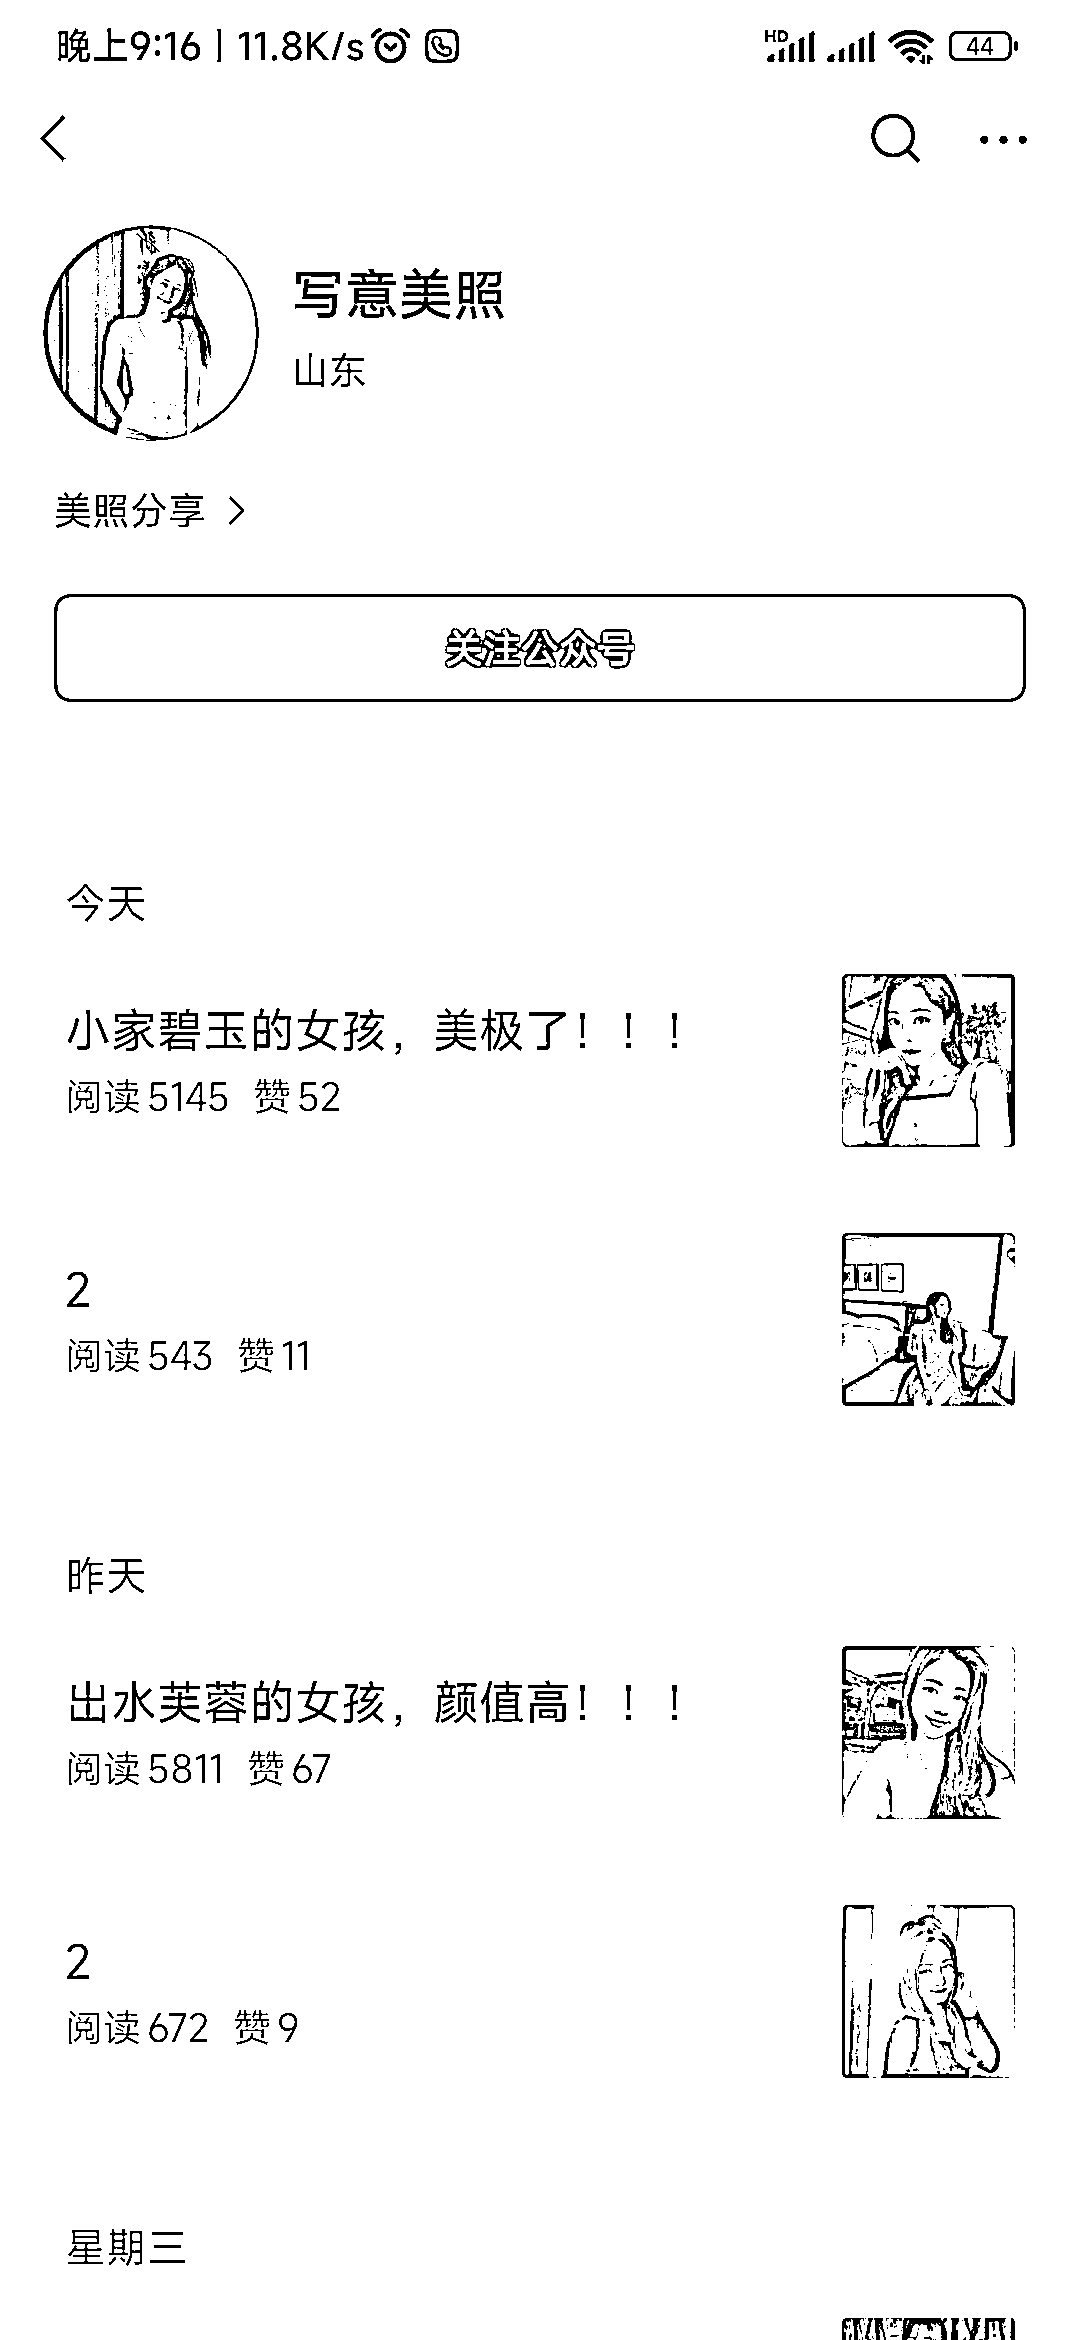 晚上9:16 | 11.8K/s
HD
44
写意美照
山东
美照分享 >
关注公众号
今天
小家碧玉的女孩，美极了！！！
阅读 5145 赞 52
2
阅读 543 赞 11
昨天
出水芙蓉的女孩，颜值高！！！
阅读 5811 赞 67
2
阅读 672 赞 9
星期三